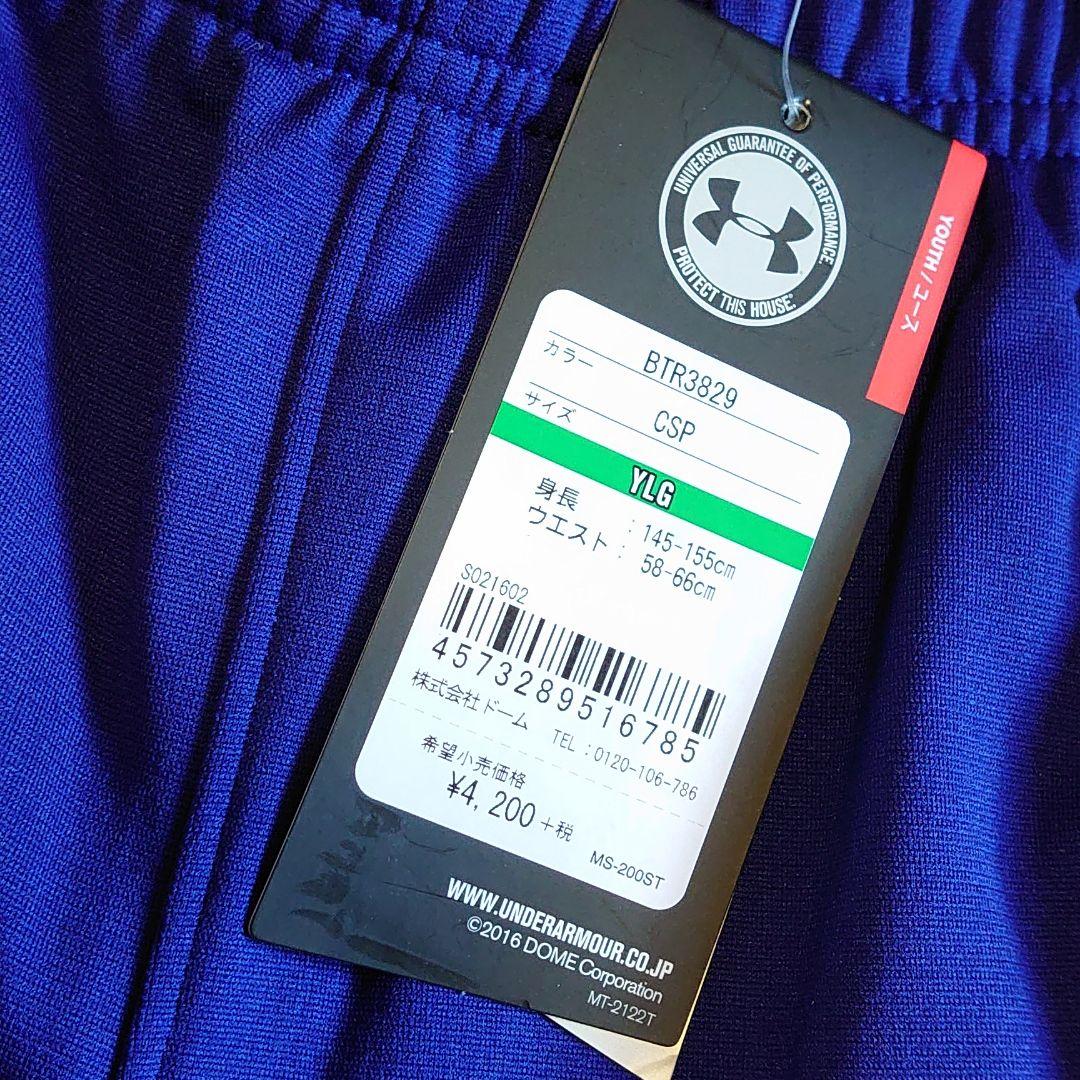 UNIVERSAL GUARANTEE OF PERFORMANCE.
PROTECT THIS HOUSE.®
YOUTH/ユース
BTR3829
カラー
CSP
サイズ
YLG
身長 : 145-155cm
ウエスト : 58-66cm
S021602
4573289516785
株式会社ドーム TEL:0120-106-786
希望小売価格
¥4,200+税
MS-200ST
WWW.UNDERARMOUR.CO.JP
©2016 DOME Corporation
MT-2122T